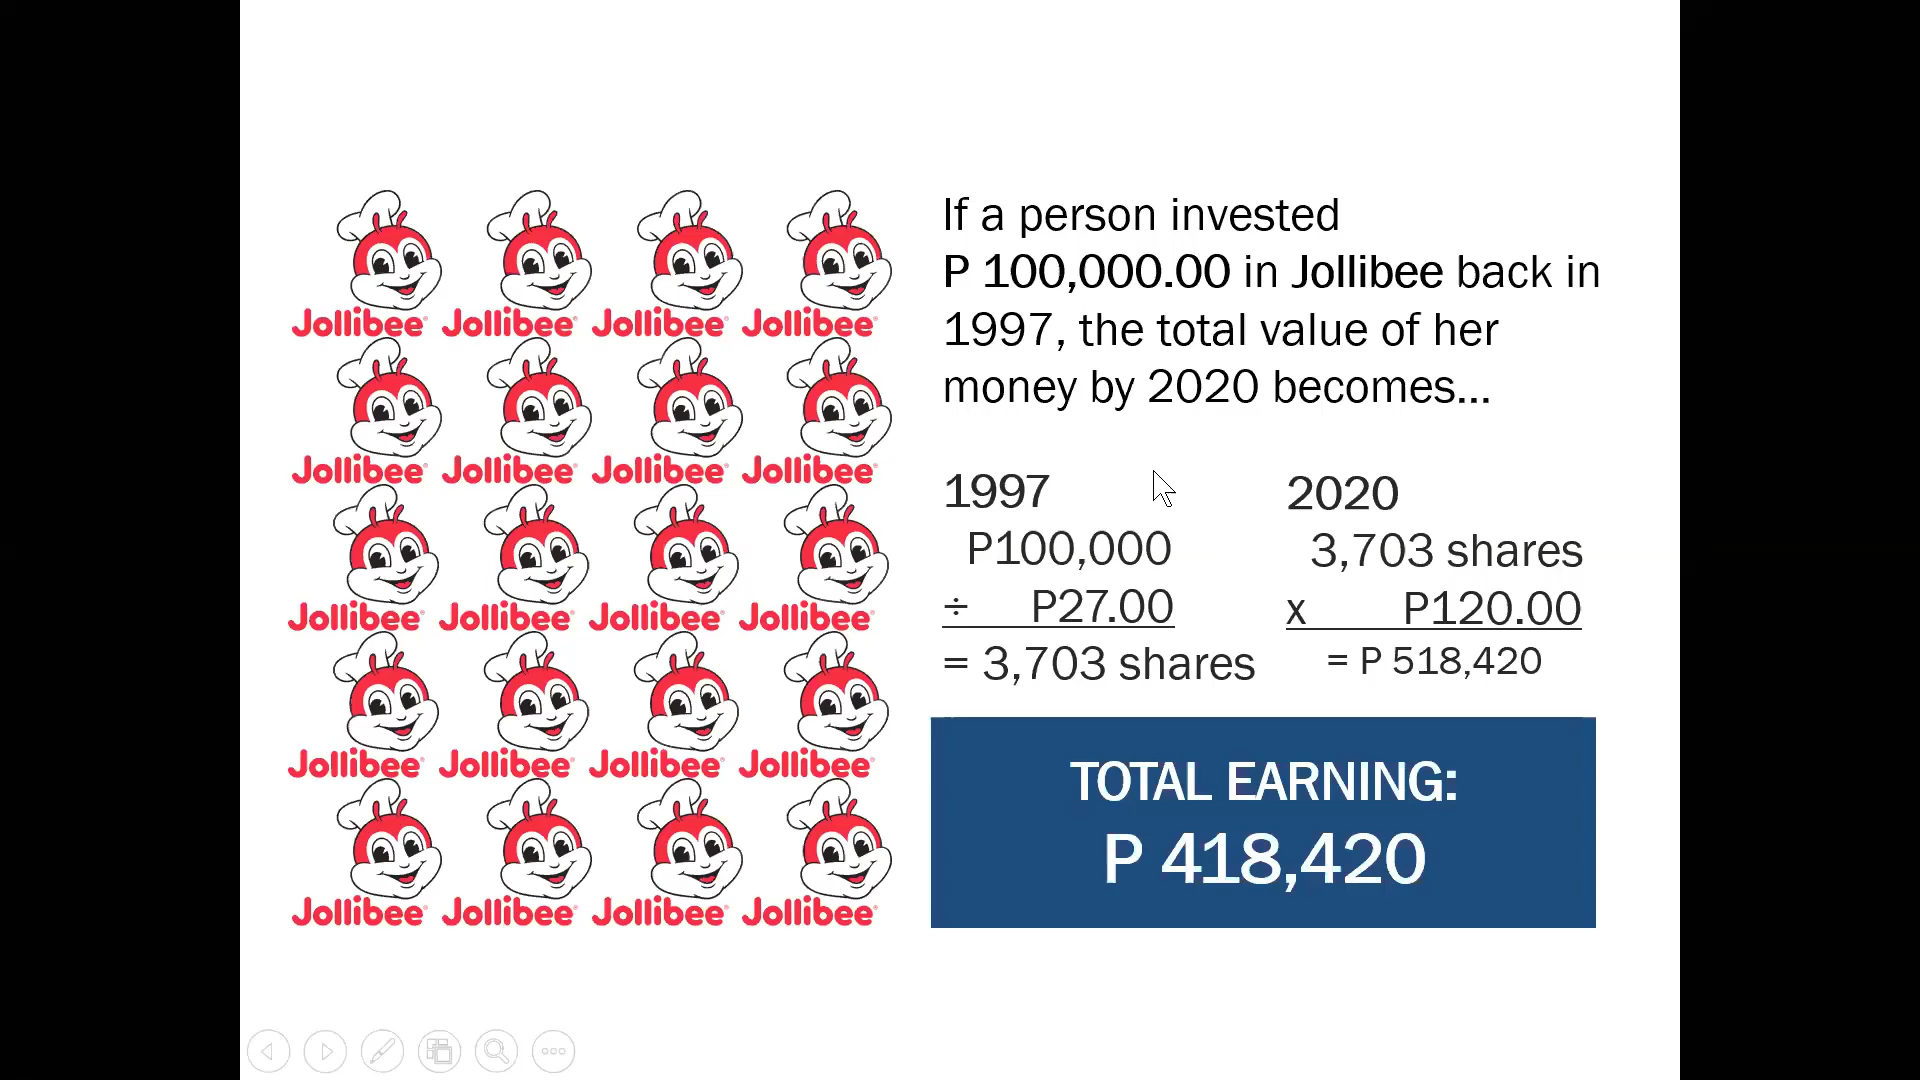 Jollibee Jollibee Jollibee Jollibee
Jollibee Jollibee Jollibee Jollibee
Jollibee Jollibee Jollibee Jollibee
Jollibee Jollibee Jollibee Jollibee
Jollibee Jollibee Jollibee Jollibee
If a person invested
P 100,000.00 in Jollibee back in
1997, the total value of her
money by 2020 becomes...
1997
P100,000
÷ P27.00
= 3,703 shares
2020
3,703 shares
x P120.00
= P 518,420
TOTAL EARNING:
P 418,420